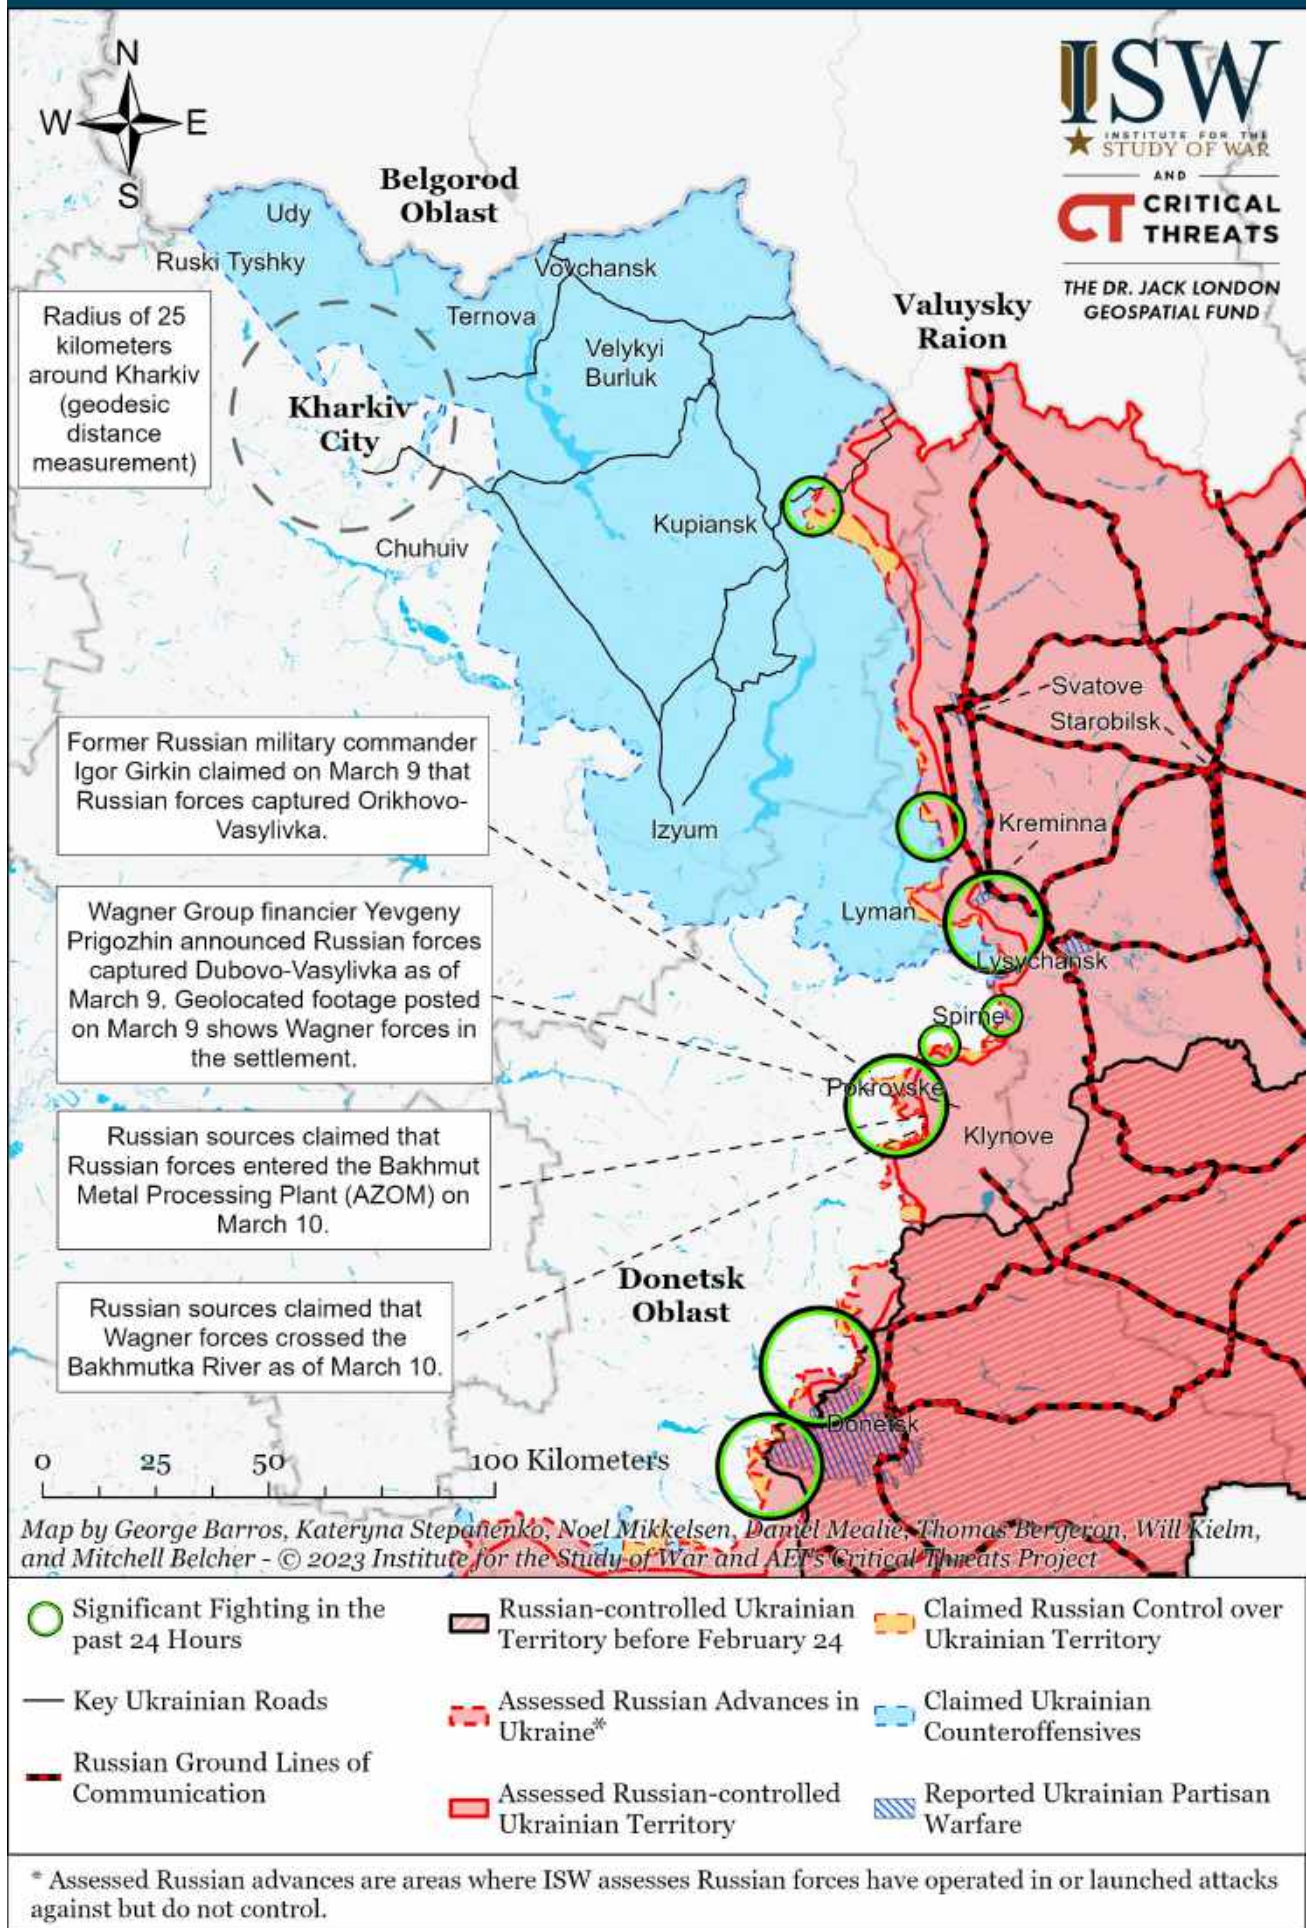 N
W
E
S
ISW
INSTITUTE FOR THE
STUDY OF WAR
AND
CT CRITICAL
THREATS
THE DR. JACK LONDON
GEOSPATIAL FUND
Belgorod
Oblast
Udy
Ruski Tyshky
Vovchansk
Ternova
Valuysky
Raion
Radius of 25
kilometers
around Kharkiv
(geodesic
distance
measurement)
Velykyi
Burluk
Kharkiv
City
Kupiansk
Chuhuiv
Svatove
Starobilsk
Former Russian military commander
Igor Girkin claimed on March 9 that
Russian forces captured Orikhovo-
Vasylivka.
Izyum
Kreminna
Wagner Group financier Yevgeny
Prigozhin announced Russian forces
captured Dubovo-Vasylivka as of
March 9. Geolocated footage posted
on March 9 shows Wagner forces in
the settlement.
Lyman
Lysychansk
Spirne
Pokrovske
Klynove
Russian sources claimed that
Russian forces entered the Bakhmut
Metal Processing Plant (AZOM) on
March 10.
Donetsk
Oblast
Russian sources claimed that
Wagner forces crossed the
Bakhmutka River as of March 10.
Donetsk
0 25 50 100 Kilometers
Map by George Barros, Kateryna Stepanenko, Noel Mikkelsen, Daniel Mealie, Thomas Bergeron, Will Kielm,
and Mitchell Belcher - © 2023 Institute for the Study of War and AEI's Critical Threats Project
Significant Fighting in the
past 24 Hours
Key Ukrainian Roads
Russian Ground Lines of
Communication
Russian-controlled Ukrainian
Territory before February 24
Assessed Russian Advances in
Ukraine*
Assessed Russian-controlled
Ukrainian Territory
Claimed Russian Control over
Ukrainian Territory
Claimed Ukrainian
Counteroffensives
Reported Ukrainian Partisan
Warfare
* Assessed Russian advances are areas where ISW assesses Russian forces have operated in or launched attacks
against but do not control.